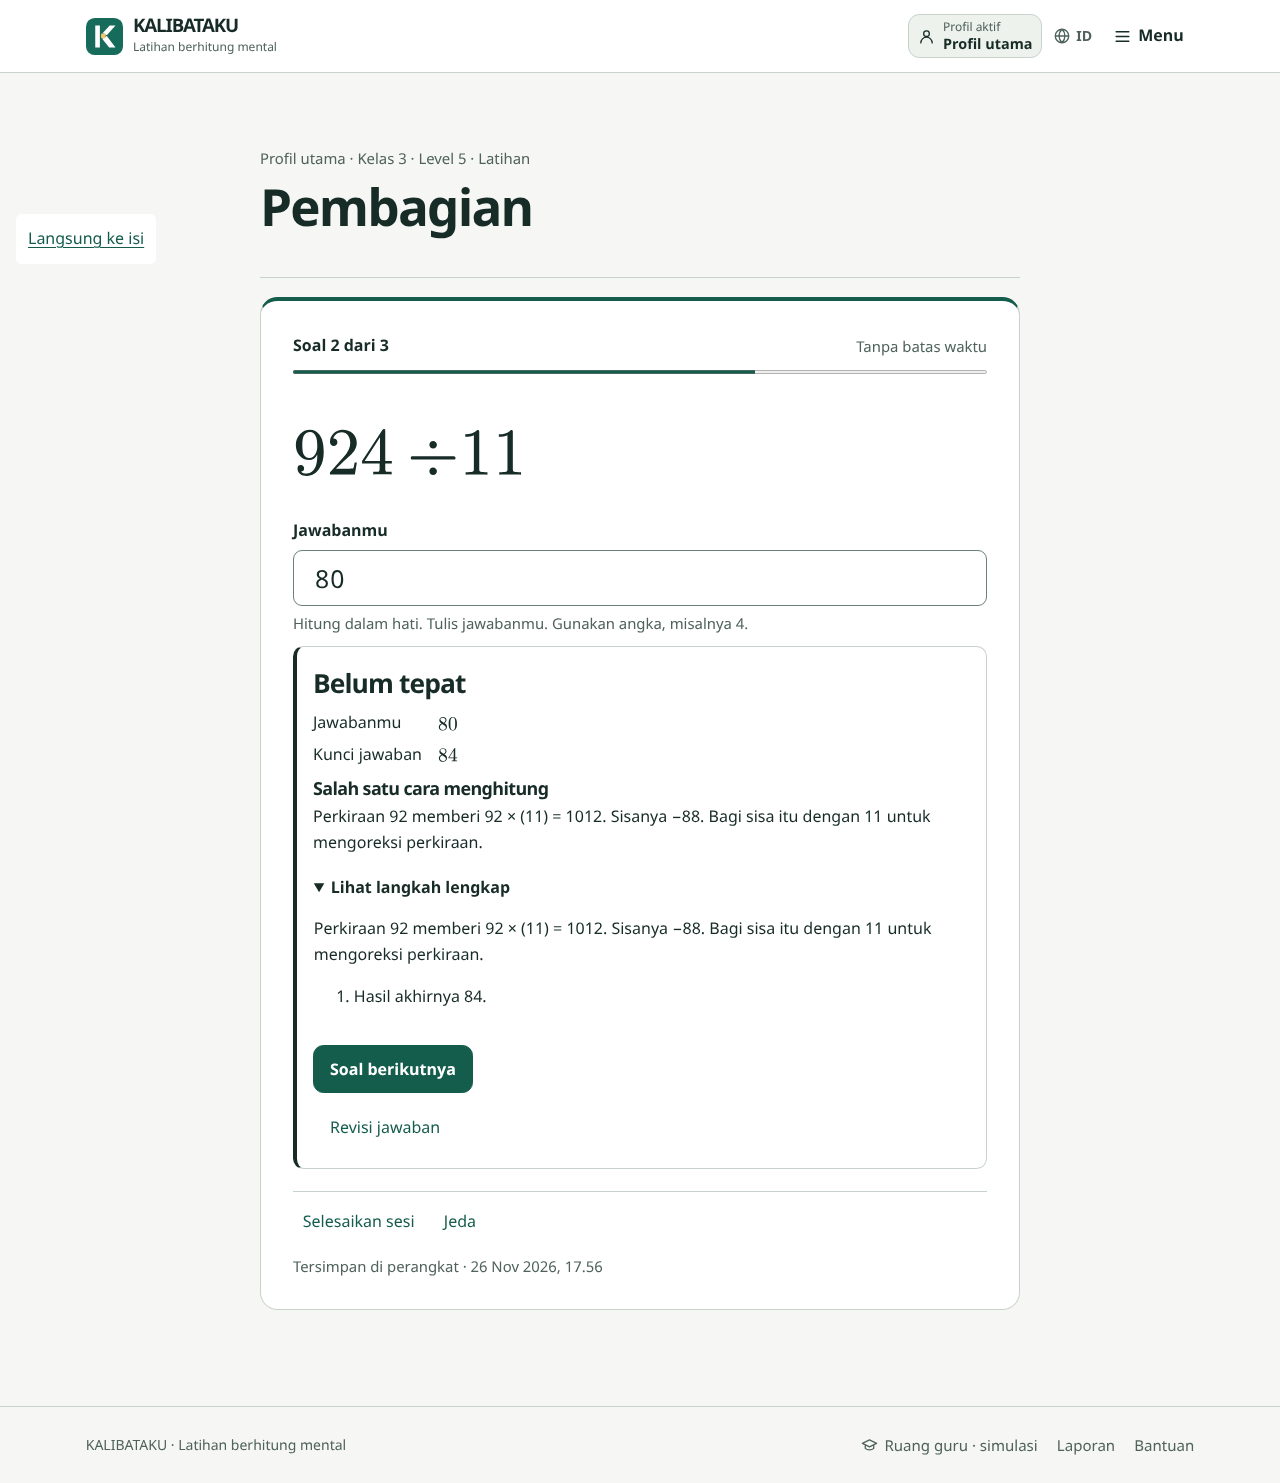 KALIBATAKU
Latihan berhitung mental
Profil aktif
Profil utama
ID
Menu
Profil utama · Kelas 3 · Level 5 · Latihan
Pembagian
Langsung ke isi
Soal 2 dari 3
Tanpa batas waktu
924 ÷11
Jawabanmu
80
Hitung dalam hati. Tulis jawabanmu. Gunakan angka, misalnya 4.
Belum tepat
Jawabanmu 80
Kunci jawaban 84
Salah satu cara menghitung
Perkiraan 92 memberi 92 × (11) = 1012. Sisanya −88. Bagi sisa itu dengan 11 untuk
mengoreksi perkiraan.
▼ Lihat langkah lengkap
Perkiraan 92 memberi 92 × (11) = 1012. Sisanya −88. Bagi sisa itu dengan 11 untuk
mengoreksi perkiraan.
1. Hasil akhirnya 84.
Soal berikutnya
Revisi jawaban
Selesaikan sesi
Jeda
Tersimpan di perangkat · 26 Nov 2026, 17.56
KALIBATAKU · Latihan berhitung mental
Ruang guru · simulasi
Laporan
Bantuan